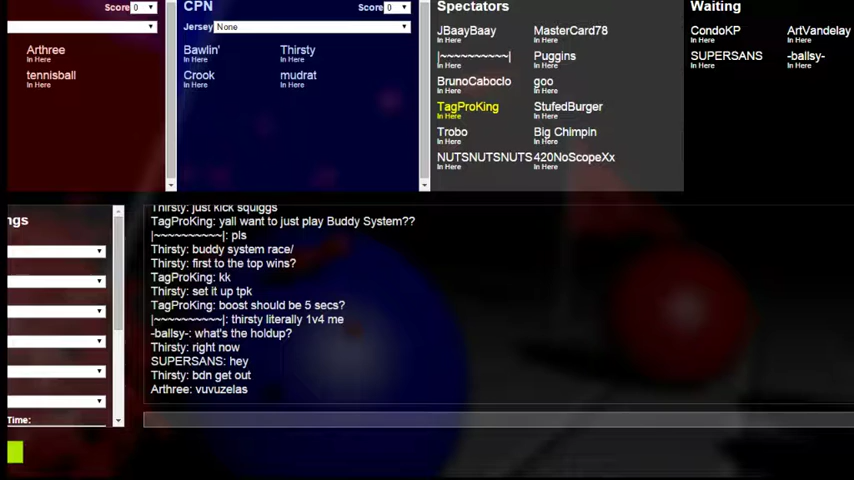 Score 0
CPN Score 0
Jersey None
Arthree
In Here
tennisball
In Here
Bawlin' Thirsty
In Here In Here
Crook mudrat
In Here In Here
Spectators
JBaayBaay MasterCard78
In Here In Here
|~~~~~~~~~~| Puggins
In Here In Here
BrunoCaboclo goo
In Here In Here
TagProKing StufedBurger
In Here In Here
Trobo Big Chimpin
In Here In Here
NUTSNUTSNUTS 420NoScopeXx
In Here In Here
Waiting
CondoKP ArtVandelay
In Here In Here
SUPERSANS -ballsy-
In Here In Here
ngs
Time:
Thirsty: just kick squiggs
TagProKing: yall want to just play Buddy System??
|~~~~~~~~~~|: pls
Thirsty: buddy system race/
Thirsty: first to the top wins?
TagProKing: kk
Thirsty: set it up tpk
TagProKing: boost should be 5 secs?
|~~~~~~~~~~|: thirsty literally 1v4 me
-ballsy-: what's the holdup?
Thirsty: right now
SUPERSANS: hey
Thirsty: bdn get out
Arthree: vuvuzelas